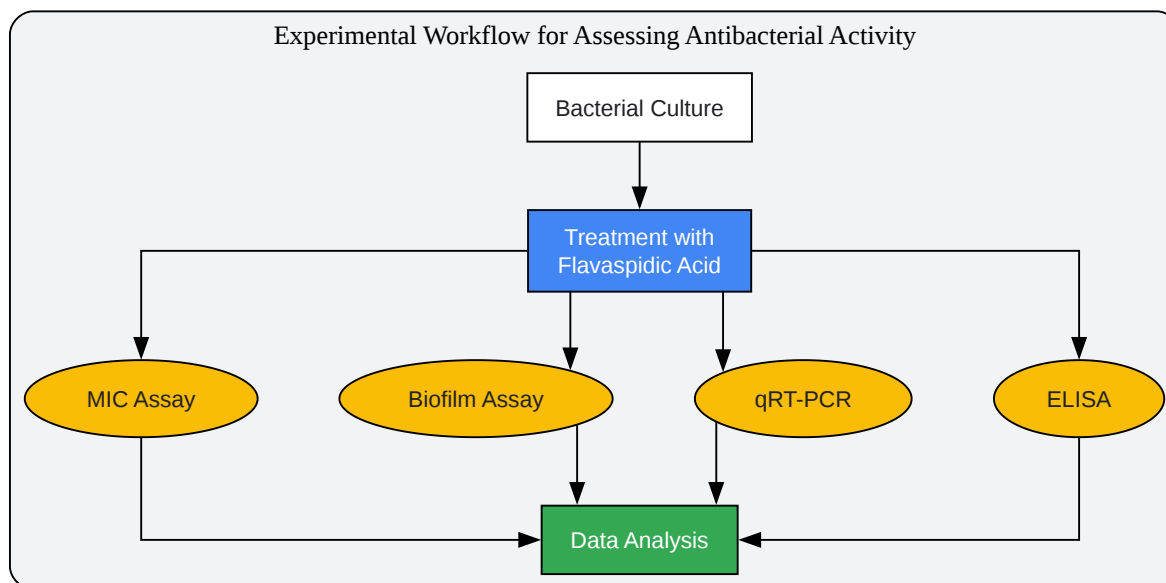 Experimental Workflow for Assessing Antibacterial Activity
Bacterial Culture
Treatment with
Flavaspidic Acid
MIC Assay
Biofilm Assay
qRT-PCR
ELISA
Data Analysis